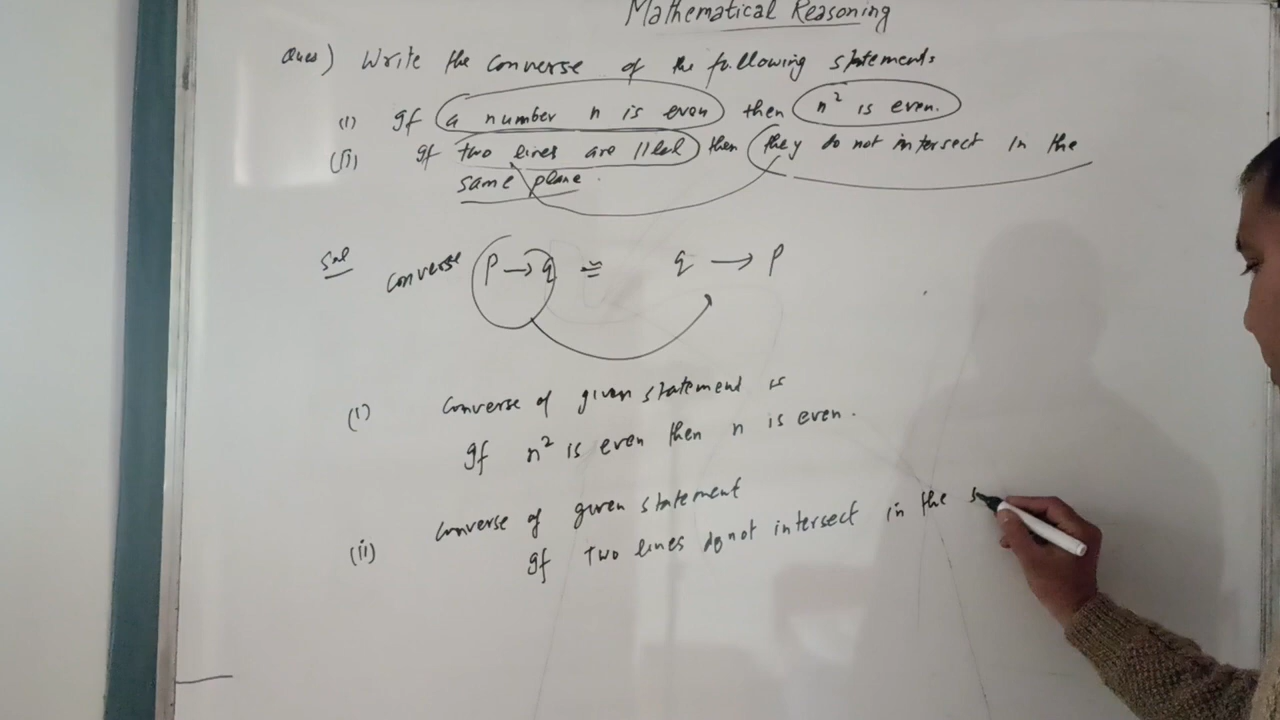 Mathematical Reasoning
Ques) Write the converse of the following statements
(i) If a number n is even then n² is even.
(ii) If two lines are ||lel then they do not intersect in the
same plane.
Sol converse p → q ≅ q → p
(i) Converse of given statement is
If n² is even then n is even.
(ii) Converse of given statement
If two lines do not intersect in the s